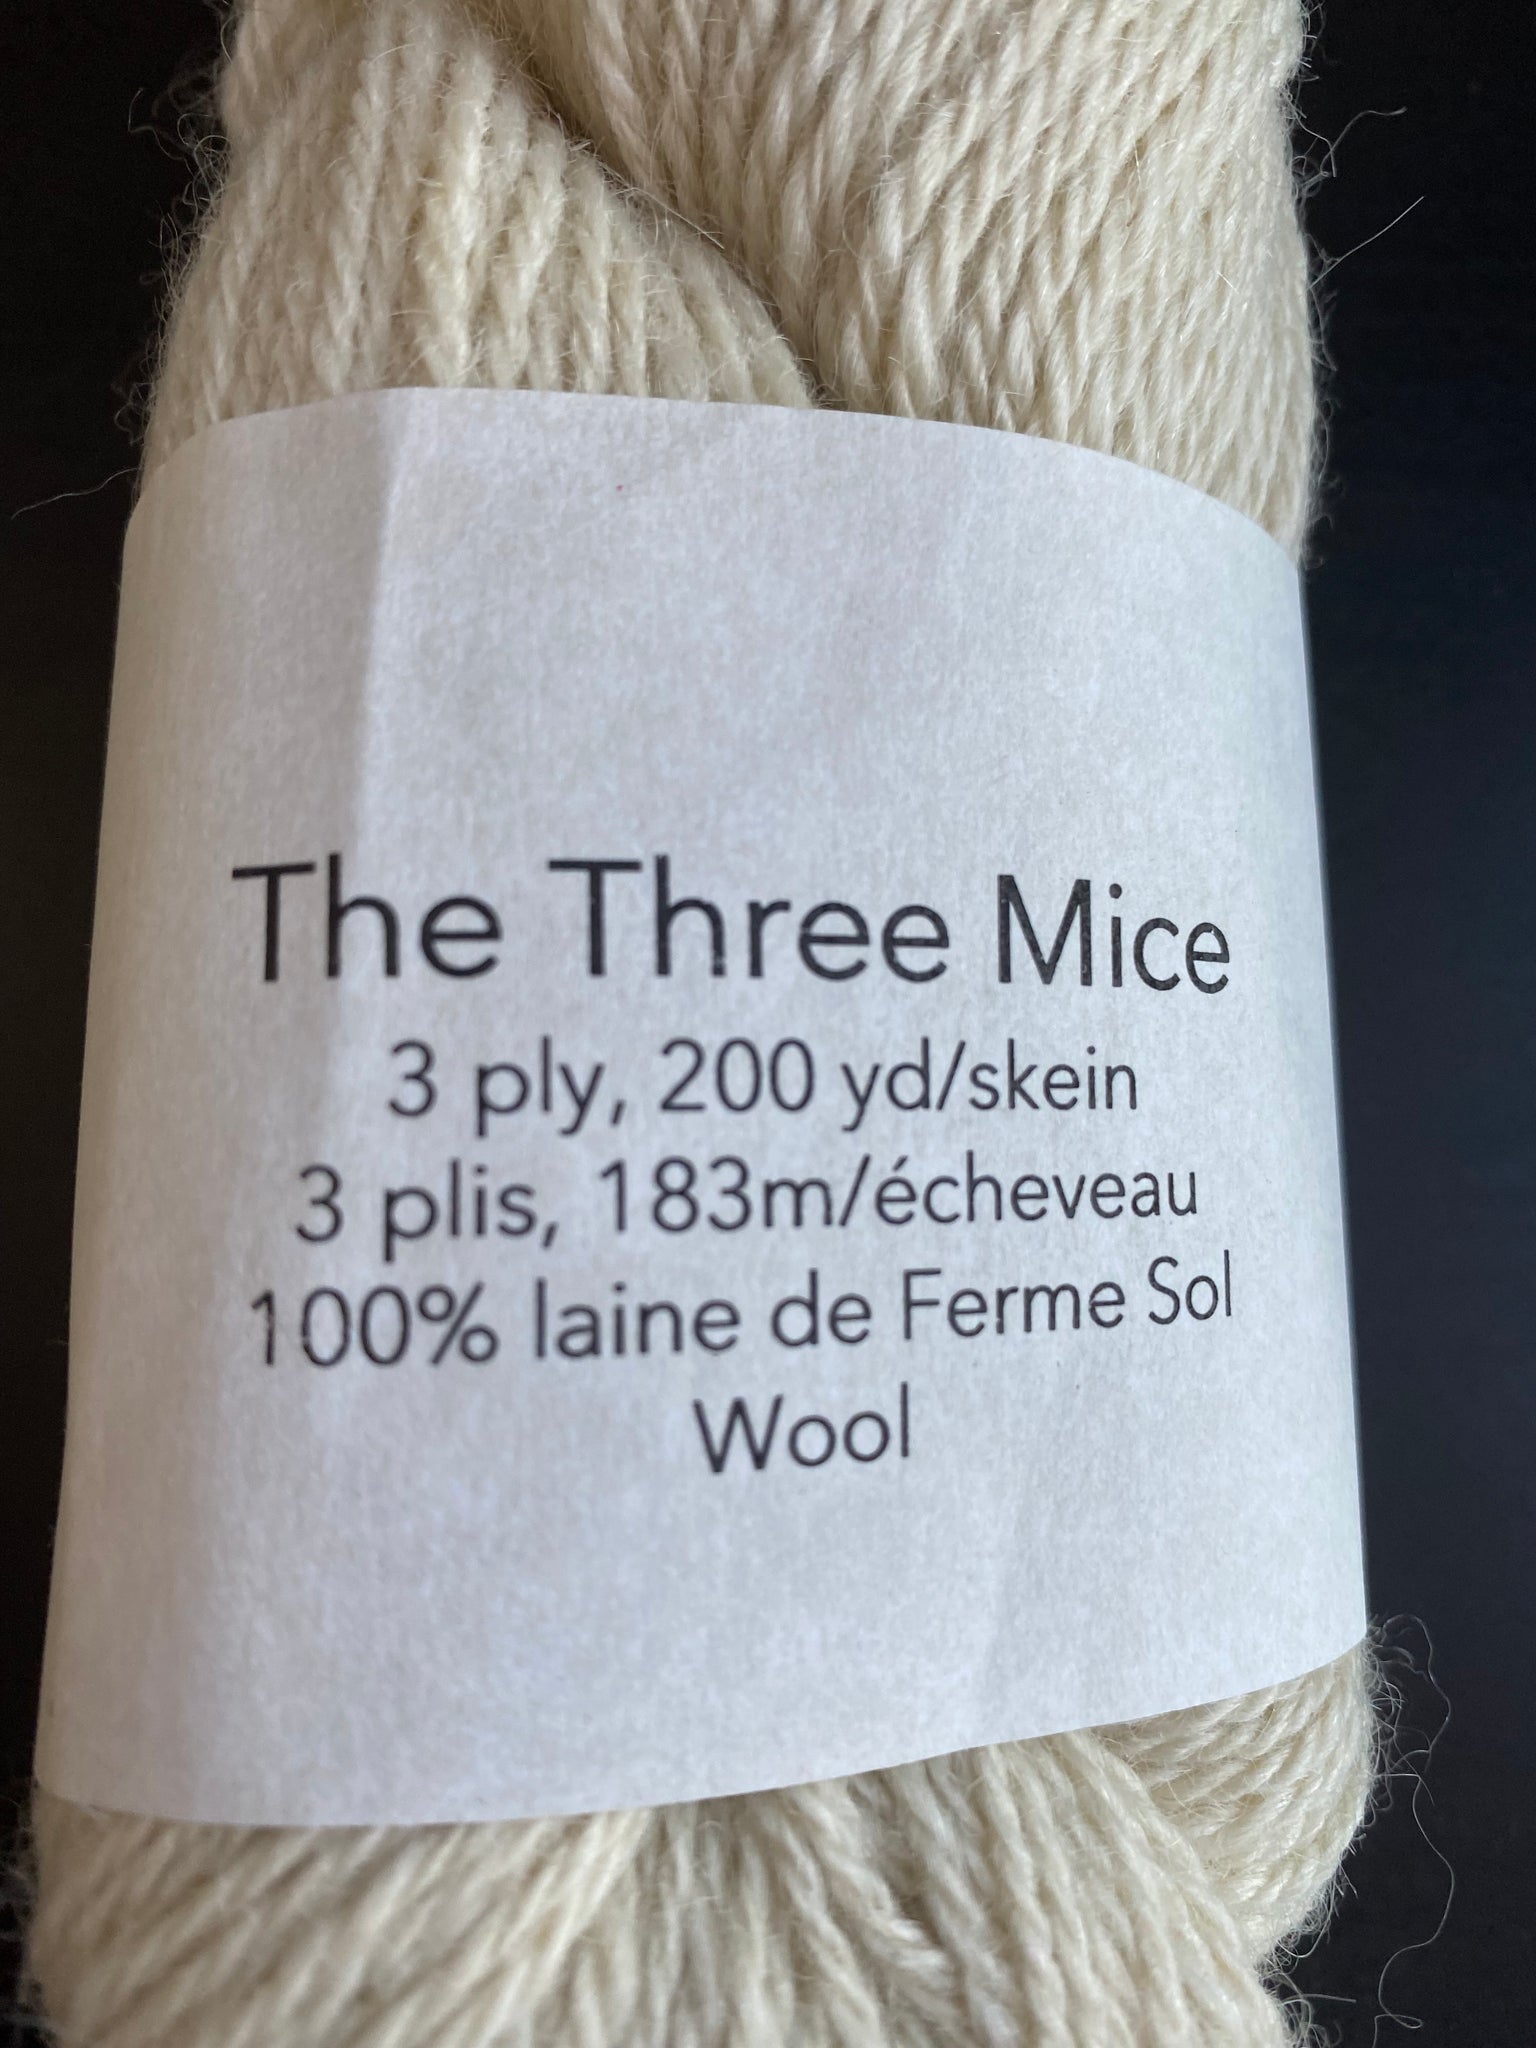 The Three Mice
3 ply, 200 yd/skein
3 plis, 183m/écheveau
100% laine de Ferme Sol
Wool